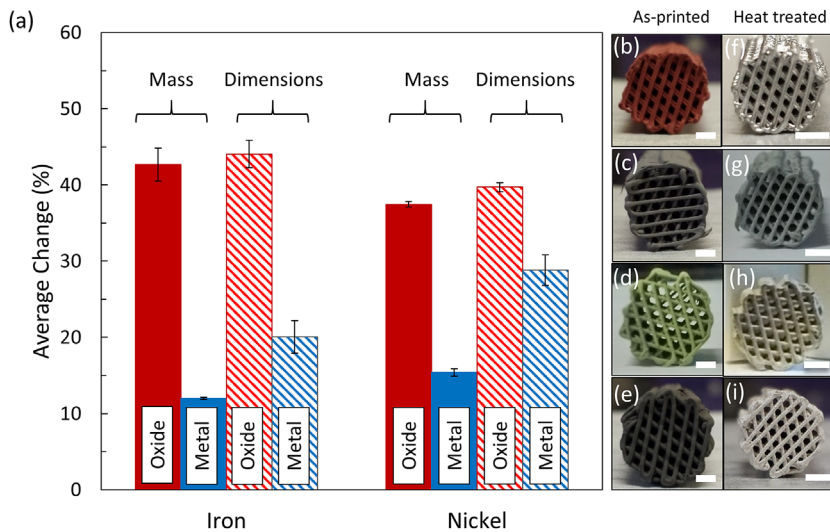 (a)
60
50
40
30
20
10
0
Average Change (%)
Mass
Dimensions
Mass
Dimensions
Oxide
Metal
Oxide
Metal
Oxide
Metal
Oxide
Metal
Iron
Nickel
As-printed
Heat treated
(b)
(f)
(c)
(g)
(d)
(h)
(e)
(i)